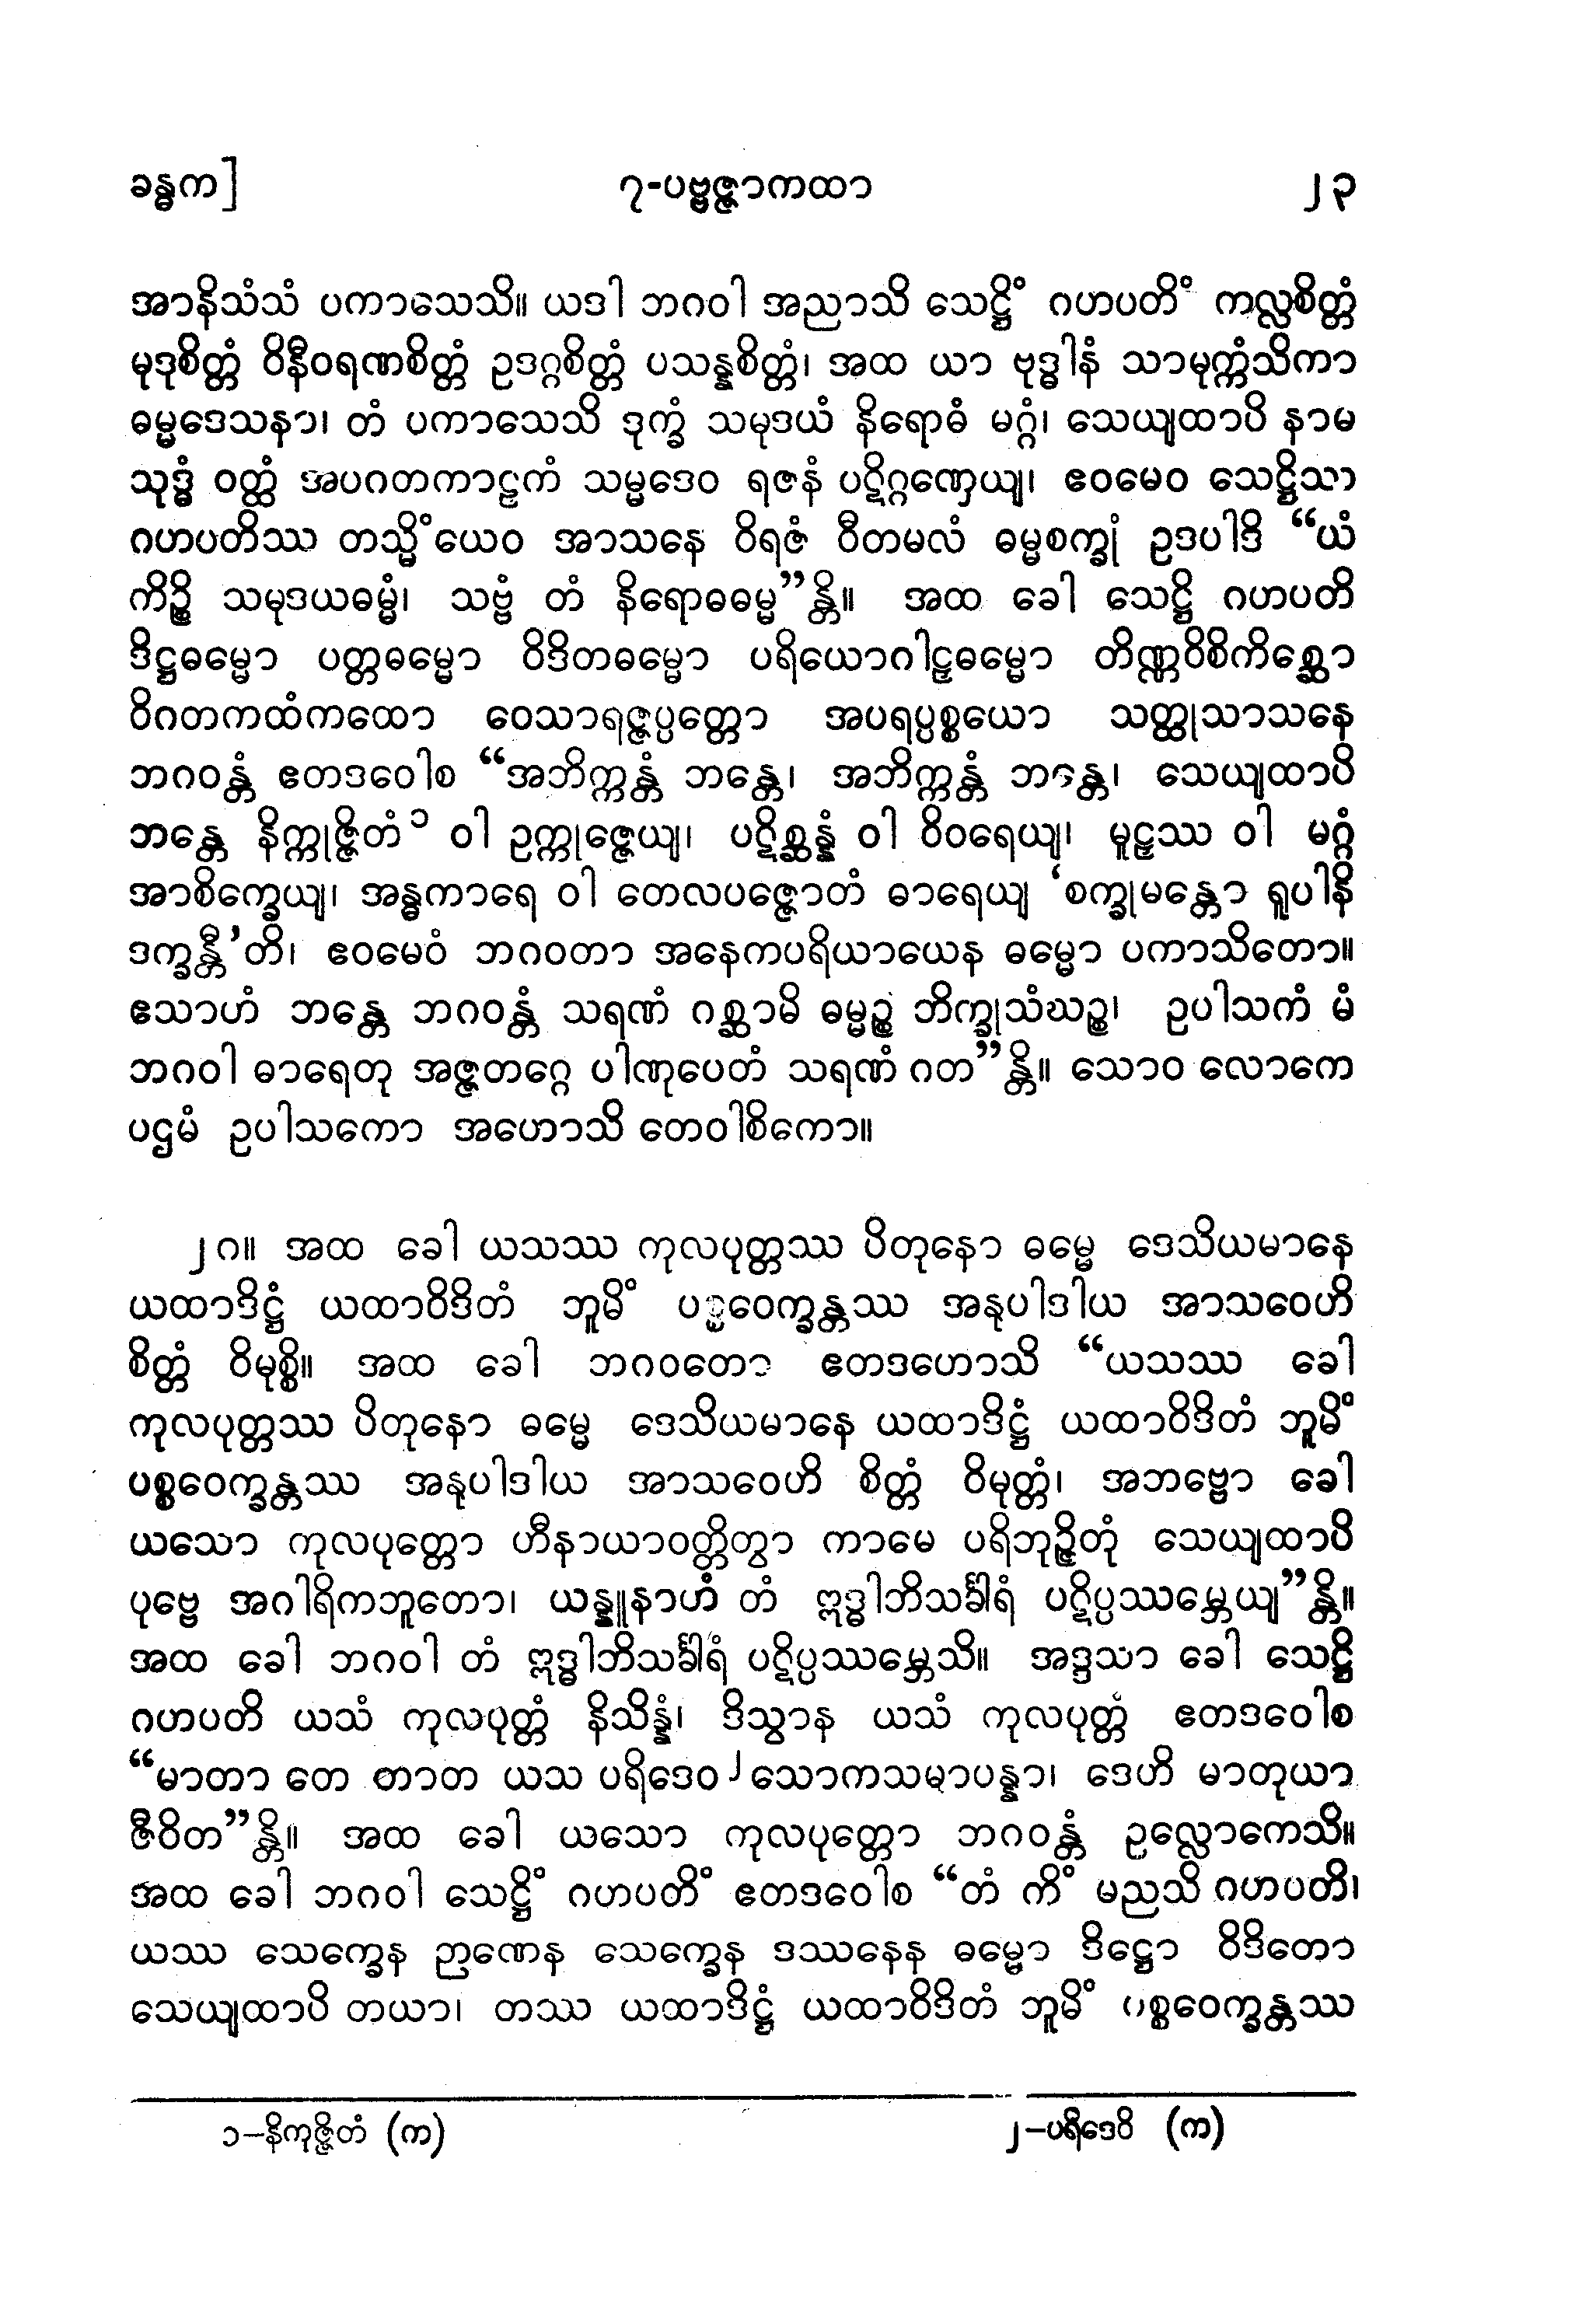 ခန္ဓက] ၇-ပဗ္ဗဇ္ဇာကထာ ၂၃
အာနိသံသံ ပကာသေသိ။ ယဒါ ဘဂဝါ အညာသိ သေဋ္ဌိံ ဂဟပတိံ ကလ္လစိတ္တံ
မုဒုစိတ္တံ ဝိနီဝရဏစိတ္တံ ဥဒဂ္ဂစိတ္တံ ပသန္နစိတ္တံ၊ အထ ယာ ဗုဒ္ဓါနံ သာမုက္ကံသိကာ
ဓမ္မဒေသနာ၊ တံ ပကာသေသိ ဒုက္ခံ သမုဒယံ နိရောဓံ မဂ္ဂံ၊ သေယျထာပိ နာမ
သုဒ္ဓံ ဝတ္ထံ အပဂတကာဠကံ သမ္မဒေဝ ရဇနံ ပဋိဂ္ဂဏှေယျ၊ ဧဝမေဝ သေဋ္ဌိသာ
ဂဟပတိဿ တသ္မိံယေဝ အာသနေ ဝိရဇံ ဝီတမလံ ဓမ္မစက္ခုံ ဥဒပါဒိ “ယံ
ကိဉ္စိ သမုဒယဓမ္မံ၊ သဗ္ဗံ တံ နိရောဓဓမ္မ”န္တိ။ အထ ခေါ သေဋ္ဌိ ဂဟပတိ
ဒိဋ္ဌဓမ္မော ပတ္တဓမ္မော ဝိဒိတဓမ္မော ပရိယောဂါဠှဓမ္မော တိဏ္ဏဝိစိကိစ္ဆော
ဝိဂတကထံကထော ဝေသာရဇ္ဇပ္ပတ္တော အပရပ္ပစ္စယော သတ္ထုသာသနေ
ဘဂဝန္တံ ဧတဒဝေါစ “အဘိက္ကန္တံ ဘန္တေ၊ အဘိက္ကန္တံ ဘန္တေ၊ သေယျထာပိ
ဘန္တေ နိက္ကုဇ္ဇိတံ၁ ဝါ ဥက္ကုဇ္ဇေယျ၊ ပဋိစ္ဆန္နံ ဝါ ဝိဝရေယျ၊ မူဠှဿ ဝါ မဂ္ဂံ
အာစိက္ခေယျ၊ အန္ဓကာရေ ဝါ တေလပဇ္ဇောတံ ဓာရေယျ ‘စက္ခုမန္တော ရူပါနိ
ဒက္ခန္တီ’တိ၊ ဧဝမေဝံ ဘဂဝတာ အနေကပရိယာယေန ဓမ္မော ပကာသိတော။
ဧသာဟံ ဘန္တေ ဘဂဝန္တံ သရဏံ ဂစ္ဆာမိ ဓမ္မဉ္စ ဘိက္ခုသံဃဉ္စ၊ ဥပါသကံ မံ
ဘဂဝါ ဓာရေတု အဇ္ဇတဂ္ဂေ ပါဏုပေတံ သရဏံ ဂတ”န္တိ။ သောဝ လောကေ
ပဌမံ ဥပါသကော အဟောသိ တေဝါစိကော။
၂၈။ အထ ခေါ ယသဿ ကုလပုတ္တဿ ပိတုနော ဓမ္မေ ဒေသိယမာနေ
ယထာဒိဋ္ဌံ ယထာဝိဒိတံ ဘူမိံ ပစ္စဝေက္ခန္တဿ အနုပါဒါယ အာသဝေဟိ
စိတ္တံ ဝိမုစ္စိ။ အထ ခေါ ဘဂဝတော ဧတဒဟောသိ “ယသဿ ခေါ
ကုလပုတ္တဿ ပိတုနော ဓမ္မေ ဒေသိယမာနေ ယထာဒိဋ္ဌံ ယထာဝိဒိတံ ဘူမိံ
ပစ္စဝေက္ခန္တဿ အနုပါဒါယ အာသဝေဟိ စိတ္တံ ဝိမုတ္တံ၊ အဘဗ္ဗော ခေါ
ယသော ကုလပုတ္တော ဟီနာယာဝတ္တိတွာ ကာမေ ပရိဘုဉ္ဇိတုံ သေယျထာပိ
ပုဗ္ဗေ အဂါရိကဘူတော၊ ယန္နူနာဟံ တံ ဣဒ္ဓါဘိသင်္ခါရံ ပဋိပ္ပဿမ္ဘေယျ”န္တိ။
အထ ခေါ ဘဂဝါ တံ ဣဒ္ဓါဘိသင်္ခါရံ ပဋိပ္ပဿမ္ဘေသိ။ အဒ္ဒသာ ခေါ သေဋ္ဌိ
ဂဟပတိ ယသံ ကုလပုတ္တံ နိသိန္နံ၊ ဒိသွာန ယသံ ကုလပုတ္တံ ဧတဒဝေါစ
“မာတာ တေ တာတ ယသ ပရိဒေဝ၂သောကသမာပန္နာ၊ ဒေဟိ မာတုယာ
ဇီဝိတ”န္တိ။ အထ ခေါ ယသော ကုလပုတ္တော ဘဂဝန္တံ ဥလ္လောကေသိ။
အထ ခေါ ဘဂဝါ သေဋ္ဌိံ ဂဟပတိံ ဧတဒဝေါစ “တံ ကိံ မညသိ ဂဟပတိ၊
ယဿ သေက္ခေန ဉာဏေန သေက္ခေန ဒဿနေန ဓမ္မော ဒိဋ္ဌော ဝိဒိတော
သေယျထာပိ တယာ၊ တဿ ယထာဒိဋ္ဌံ ယထာဝိဒိတံ ဘူမိံ ပစ္စဝေက္ခန္တဿ
၁–နိကုဇ္ဇိတံ (က) ၂–ပရိဒေဝိ (က)